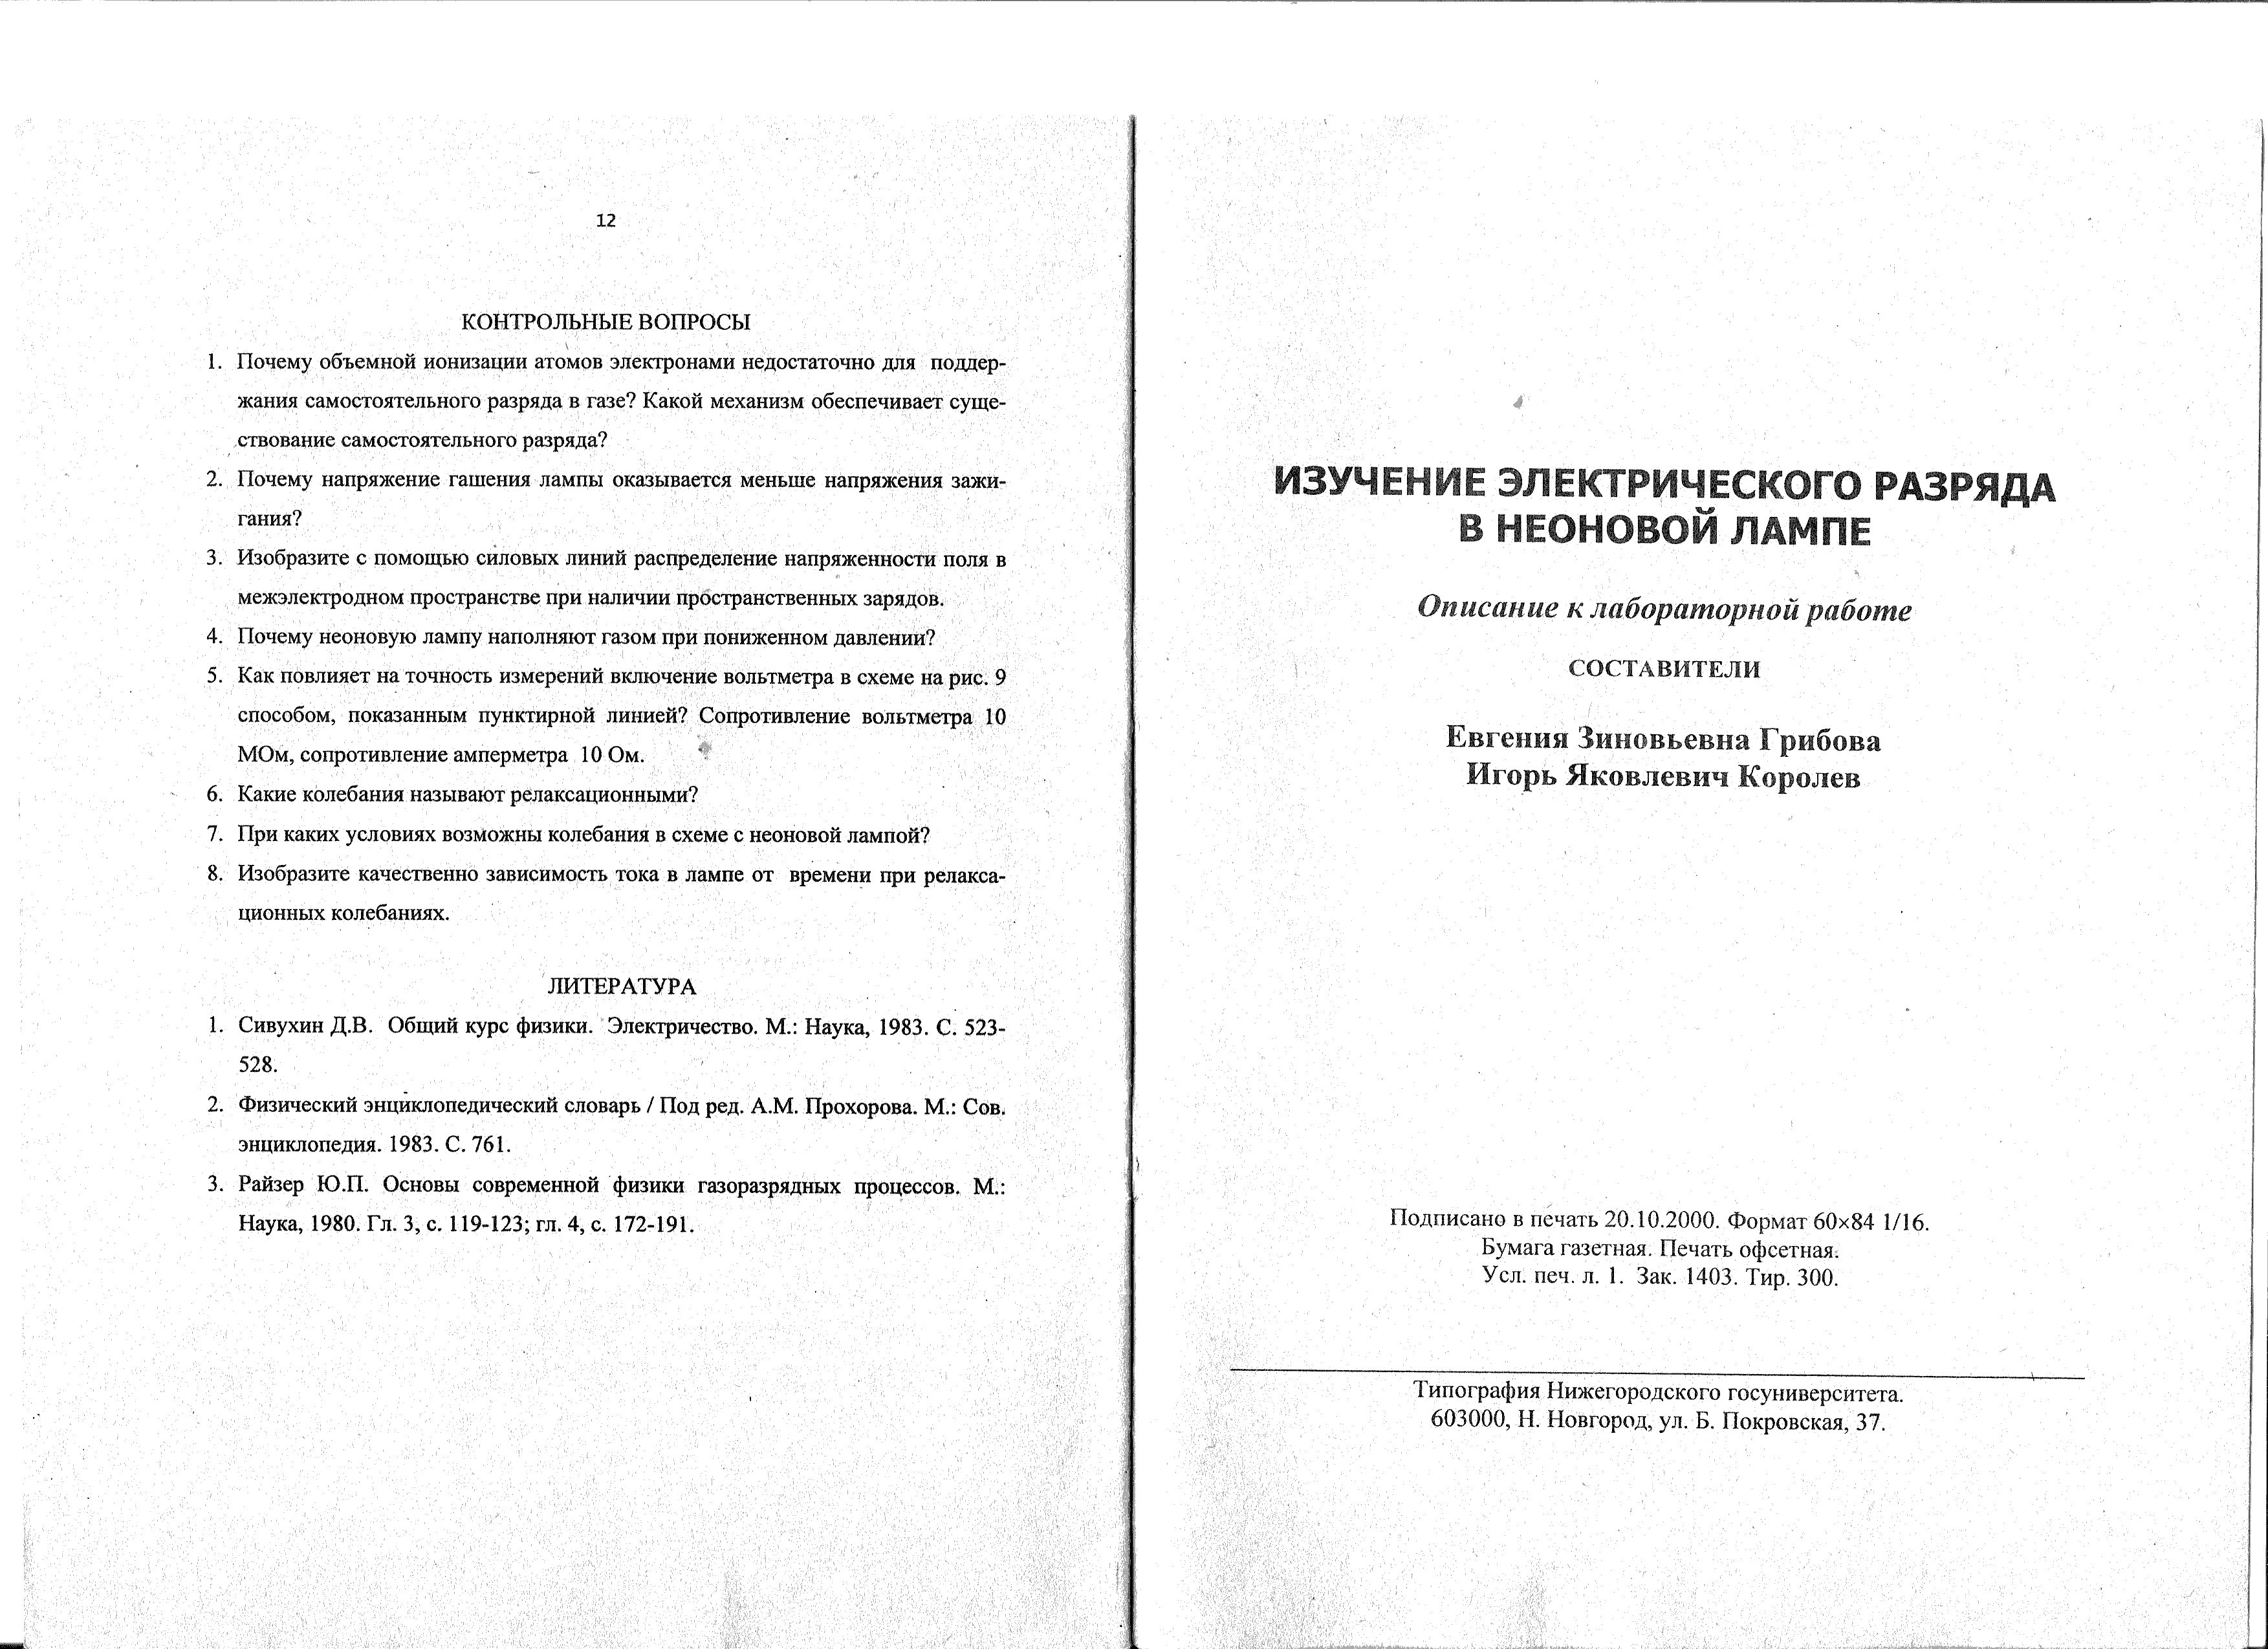 12
КОНТРОЛЬНЫЕ ВОПРОСЫ
1. Почему объемной ионизации атомов электронами недостаточно для поддер-
жания самостоятельного разряда в газе? Какой механизм обеспечивает суще-
ствование самостоятельного разряда?
2. Почему напряжение гашения лампы оказывается меньше напряжения зажи-
гания?
3. Изобразите с помощью силовых линий распределение напряженности поля в
межэлектродном пространстве при наличии пространственных зарядов.
4. Почему неоновую лампу наполняют газом при пониженном давлении?
5. Как повлияет на точность измерений включение вольтметра в схеме на рис. 9
способом, показанным пунктирной линией? Сопротивление вольтметра 10
МОм, сопротивление амперметра 10 Ом.
6. Какие колебания называют релаксационными?
7. При каких условиях возможны колебания в схеме с неоновой лампой?
8. Изобразите качественно зависимость тока в лампе от времени при релакса-
ционных колебаниях.
ЛИТЕРАТУРА
1. Сивухин Д.В. Общий курс физики. Электричество. М.: Наука, 1983. С. 523-
528.
2. Физический энциклопедический словарь / Под ред. А.М. Прохорова. М.: Сов.
энциклопедия. 1983. С. 761.
3. Райзер Ю.П. Основы современной физики газоразрядных процессов. М.:
Наука, 1980. Гл. 3, с. 119-123; гл. 4, с. 172-191.
ИЗУЧЕНИЕ ЭЛЕКТРИЧЕСКОГО РАЗРЯДА
В НЕОНОВОЙ ЛАМПЕ
Описание к лабораторной работе
СОСТАВИТЕЛИ
Евгения Зиновьевна Грибова
Игорь Яковлевич Королев
Подписано в печать 20.10.2000. Формат 60×84 1/16.
Бумага газетная. Печать офсетная.
Усл. печ. л. 1. Зак. 1403. Тир. 300.
Типография Нижегородского госуниверситета.
603000, Н. Новгород, ул. Б. Покровская, 37.